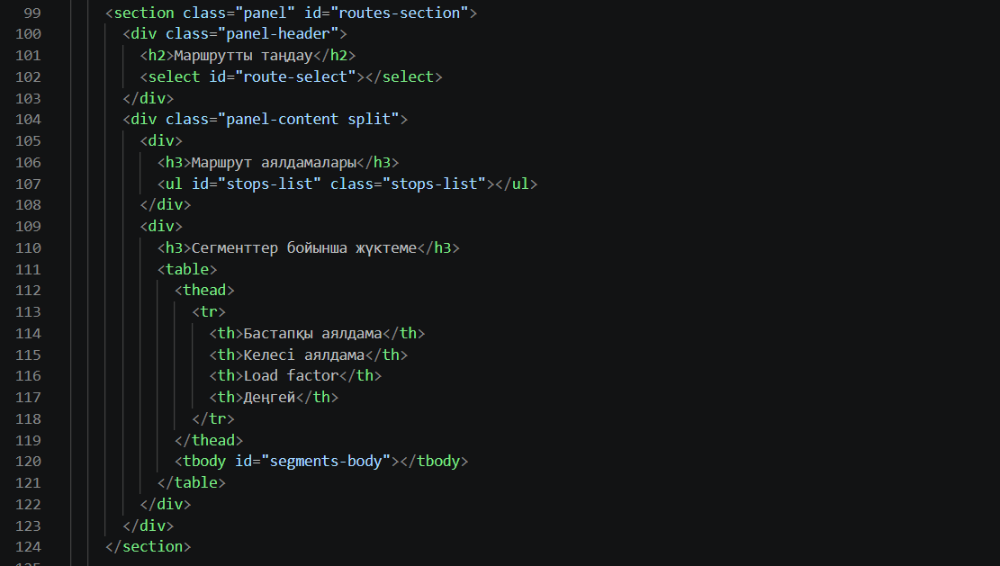 99 <section class="panel" id="routes-section">
100 <div class="panel-header">
101 <h2>Маршрутты таңдау</h2>
102 <select id="route-select"></select>
103 </div>
104 <div class="panel-content split">
105 <div>
106 <h3>Маршрут аялдамалары</h3>
107 <ul id="stops-list" class="stops-list"></ul>
108 </div>
109 <div>
110 <h3>Сегменттер бойынша жүктеме</h3>
111 <table>
112 <thead>
113 <tr>
114 <th>Бастапқы аялдама</th>
115 <th>Келесі аялдама</th>
116 <th>Load factor</th>
117 <th>Деңгей</th>
118 </tr>
119 </thead>
120 <tbody id="segments-body"></tbody>
121 </table>
122 </div>
123 </div>
124 </section>